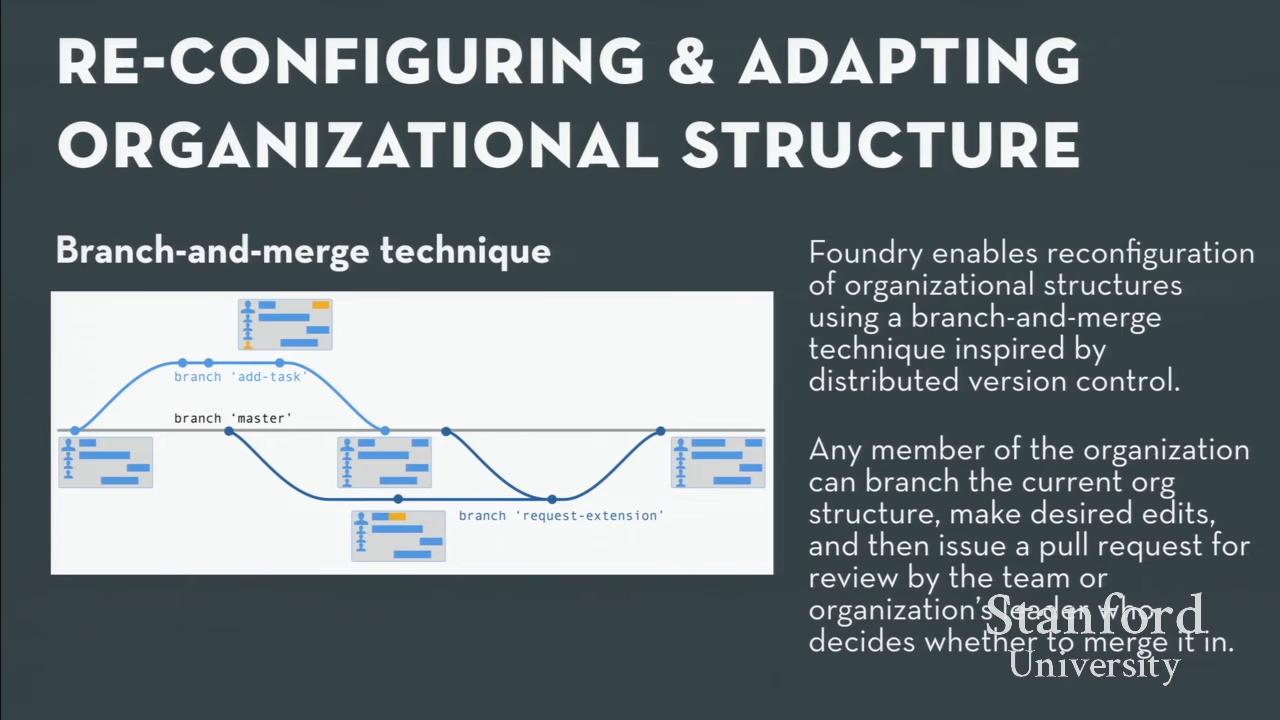 RE-CONFIGURING & ADAPTING
ORGANIZATIONAL STRUCTURE
Branch-and-merge technique
branch ‘add-task’
branch ‘master’
branch ‘request-extension’
Foundry enables reconfiguration
of organizational structures
using a branch-and-merge
technique inspired by
distributed version control.
Any member of the organization
can branch the current org
structure, make desired edits,
and then issue a pull request for
review by the team or
organization’s leader who
decides whether to merge it in.
Stanford
University